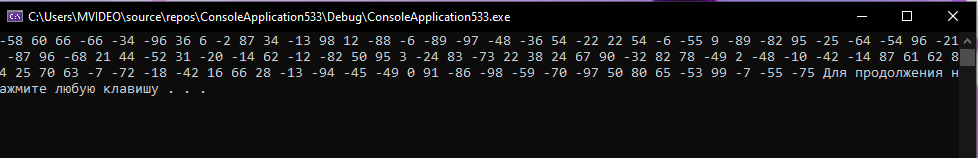 C:\Users\MVIDEO\source\repos\ConsoleApplication533\Debug\ConsoleApplication533.exe
-58 60 66 -66 -34 -96 36 6 -2 87 34 -13 98 12 -88 -6 -89 -97 -48 -36 54 -22 22 54 -6 -55 9 -89 -82 95 -25 -64 -54 96 -21
-87 96 -68 21 44 -52 31 -20 -14 62 -12 -82 50 95 3 -24 83 -73 22 38 24 67 90 -32 82 78 -49 2 -48 -10 -42 -14 87 61 62 8
4 25 70 63 -7 -72 -18 -42 16 66 28 -13 -94 -45 -49 0 91 -86 -98 -59 -70 -97 50 80 65 -53 99 -7 -55 -75 Для продолжения н
ажмите любую клавишу . . .